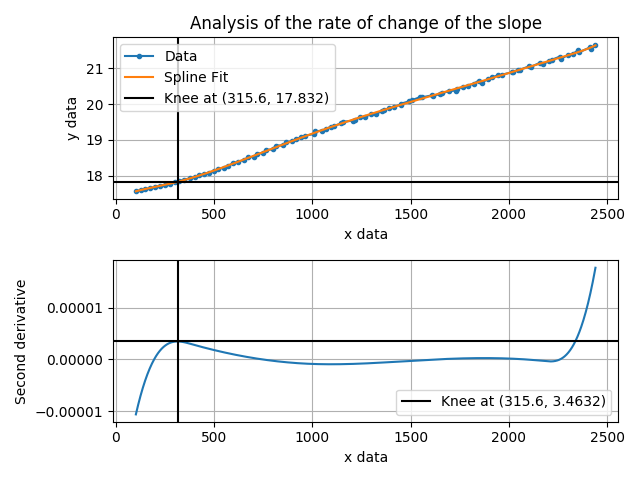 Analysis of the rate of change of the slope
Data
Spline Fit
Knee at (315.6, 17.832)
y data
21
20
19
18
0 500 1000 1500 2000 2500
x data
Second derivative
0.00001
0.00000
−0.00001
Knee at (315.6, 3.4632)
0 500 1000 1500 2000 2500
x data